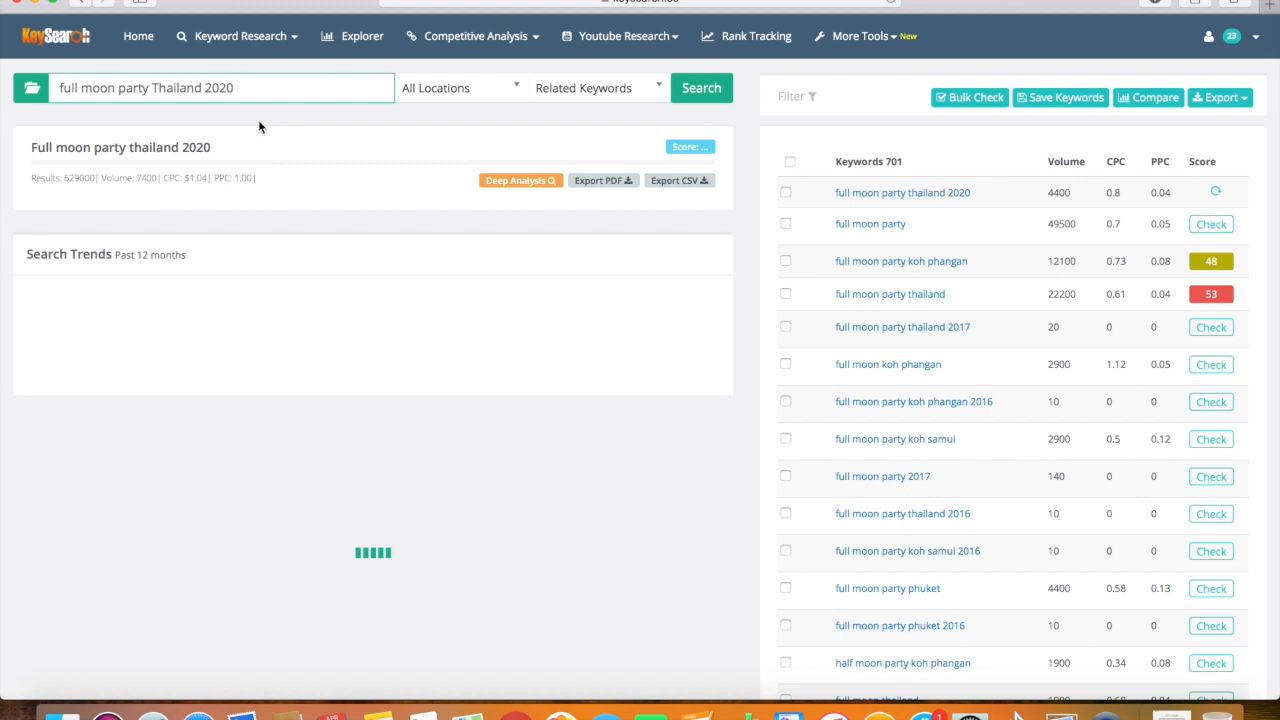 KeySearch Home Keyword Research Explorer Competitive Analysis Youtube Research Rank Tracking More Tools New 23
full moon party Thailand 2020 All Locations Related Keywords Search
Full moon party thailand 2020 Score: ...
Results: 629000| Volume: 7400| CPC: $1.04| PPC: 1.00|
Deep Analysis Export PDF Export CSV
Search Trends Past 12 months
Filter Bulk Check Save Keywords Compare Export
Keywords 701 Volume CPC PPC Score
full moon party thailand 2020 4400 0.8 0.04
full moon party 49500 0.7 0.05 Check
full moon party koh phangan 12100 0.73 0.08 48
full moon party thailand 22200 0.61 0.04 53
full moon party thailand 2017 20 0 0 Check
full moon koh phangan 2900 1.12 0.05 Check
full moon party koh phangan 2016 10 0 0 Check
full moon party koh samui 2900 0.5 0.12 Check
full moon party 2017 140 0 0 Check
full moon party thailand 2016 10 0 0 Check
full moon party koh samui 2016 10 0 0 Check
full moon party phuket 4400 0.58 0.13 Check
full moon party phuket 2016 10 0 0 Check
half moon party koh phangan 1900 0.34 0.08 Check